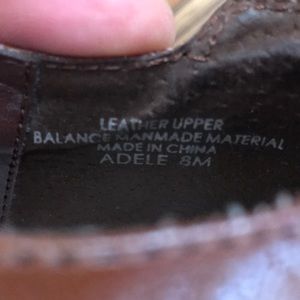 LEATHER UPPER
BALANCE MANMADE MATERIAL
MADE IN CHINA
ADELE 8M